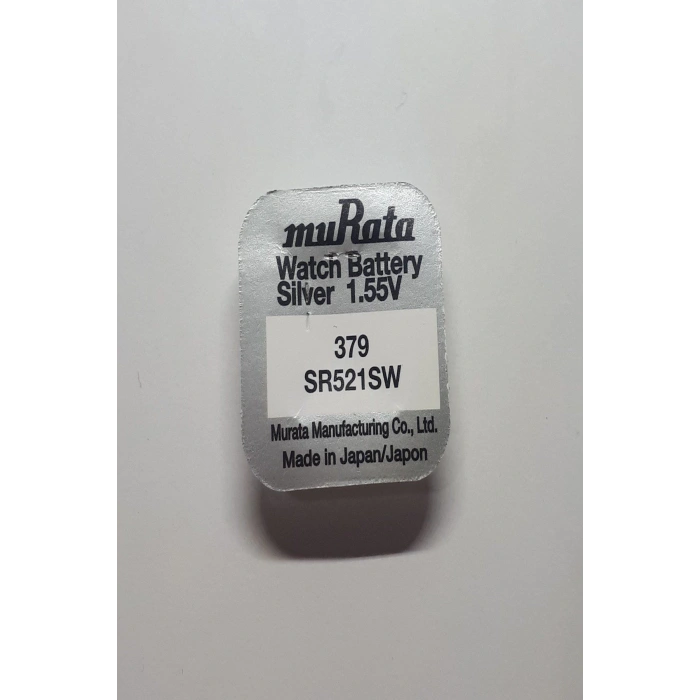 muRata
Watch Battery
Silver 1.55V
379
SR521SW
Murata Manufacturing Co., Ltd.
Made in Japan/Japon